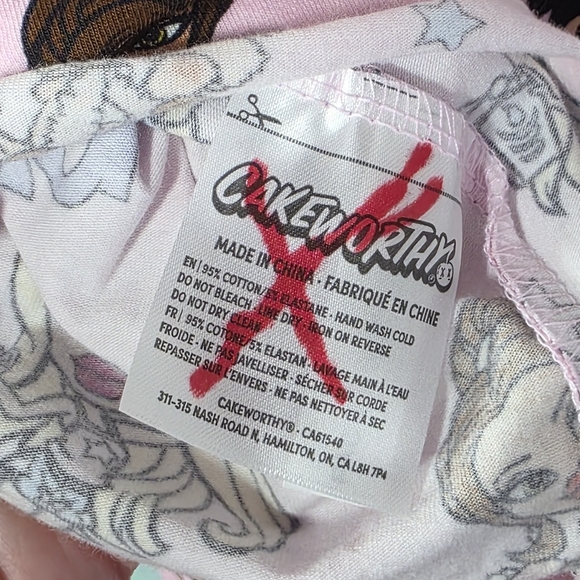 CAKEWORTHY®
MADE IN CHINA · FABRIQUÉ EN CHINE
EN | 95% COTTON/5% ELASTANE · HAND WASH COLD
DO NOT BLEACH · LINE DRY · IRON ON REVERSE
DO NOT DRY CLEAN
FR | 95% COTONE/5% ELASTAN · LAVAGE MAIN À L'EAU
FROIDE · NE PAS JAVELLISER · SÉCHER SUR CORDE
REPASSER SUR L'ENVERS · NE PAS NETTOYER À SEC
CAKEWORTHY® · CA61540
311-315 NASH ROAD N, HAMILTON, ON, CA L8H 7P4